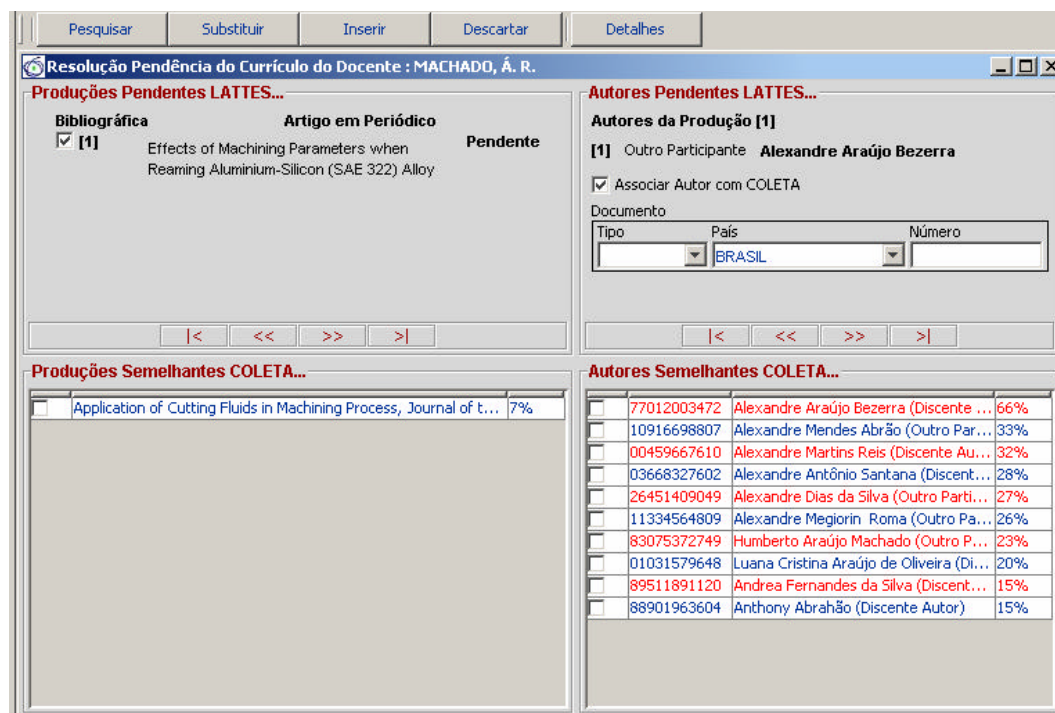 Pesquisar Substituir Inserir Descartar Detalhes
Resolução Pendência do Currículo do Docente : MACHADO, Á. R.
Produções Pendentes LATTES...
Bibliográfica Artigo em Periódico
[1] Effects of Machining Parameters when Pendente
Reaming Aluminium-Silicon (SAE 322) Alloy
|< << >> >|
Autores Pendentes LATTES...
Autores da Produção [1]
[1] Outro Participante Alexandre Araújo Bezerra
Associar Autor com COLETA
Documento
Tipo País Número
BRASIL
|< << >> >|
Produções Semelhantes COLETA...
Application of Cutting Fluids in Machining Process, Journal of t... 7%
Autores Semelhantes COLETA...
77012003472 Alexandre Araújo Bezerra (Discente ... 66%
10916698807 Alexandre Mendes Abrão (Outro Par... 33%
00459667610 Alexandre Martins Reis (Discente Au... 32%
03668327602 Alexandre Antônio Santana (Discent... 28%
26451409049 Alexandre Dias da Silva (Outro Parti... 27%
11334564809 Alexandre Megiorin Roma (Outro Pa... 26%
83075372749 Humberto Araújo Machado (Outro P... 23%
01031579648 Luana Cristina Araújo de Oliveira (Di... 20%
89511891120 Andrea Fernandes da Silva (Discent... 15%
88901963604 Anthony Abrahão (Discente Autor) 15%